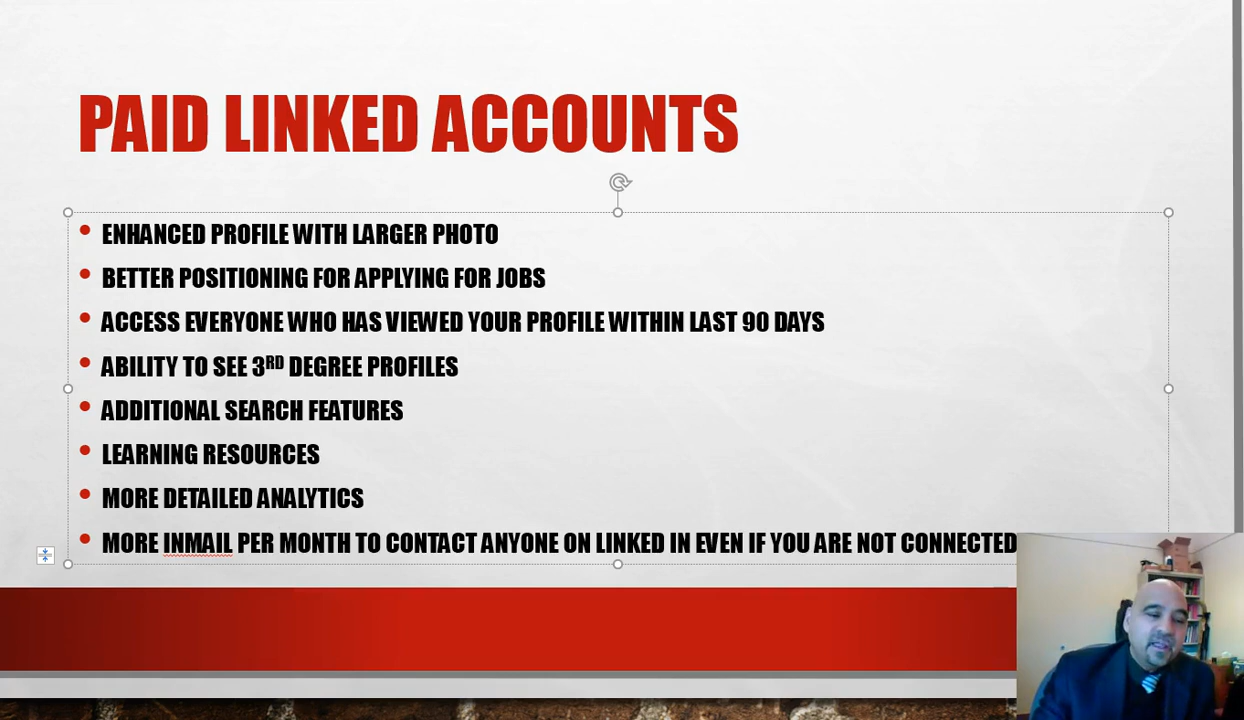 PAID LINKED ACCOUNTS
• ENHANCED PROFILE WITH LARGER PHOTO
• BETTER POSITIONING FOR APPLYING FOR JOBS
• ACCESS EVERYONE WHO HAS VIEWED YOUR PROFILE WITHIN LAST 90 DAYS
• ABILITY TO SEE 3RD DEGREE PROFILES
• ADDITIONAL SEARCH FEATURES
• LEARNING RESOURCES
• MORE DETAILED ANALYTICS
• MORE INMAIL PER MONTH TO CONTACT ANYONE ON LINKED IN EVEN IF YOU ARE NOT CONNECTED